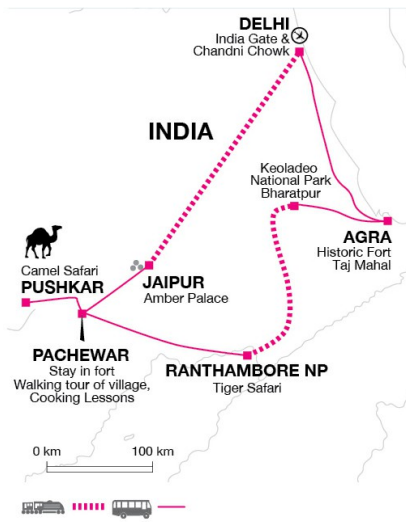 DELHI
India Gate &
Chandni Chowk
INDIA
Keoladeo
National Park
Bharatpur
AGRA
Historic Fort
Taj Mahal
Camel Safari
PUSHKAR
JAIPUR
Amber Palace
PACHEWAR
Stay in fort
Walking tour of village,
Cooking Lessons
RANTHAMBORE NP
Tiger Safari
0 km 100 km